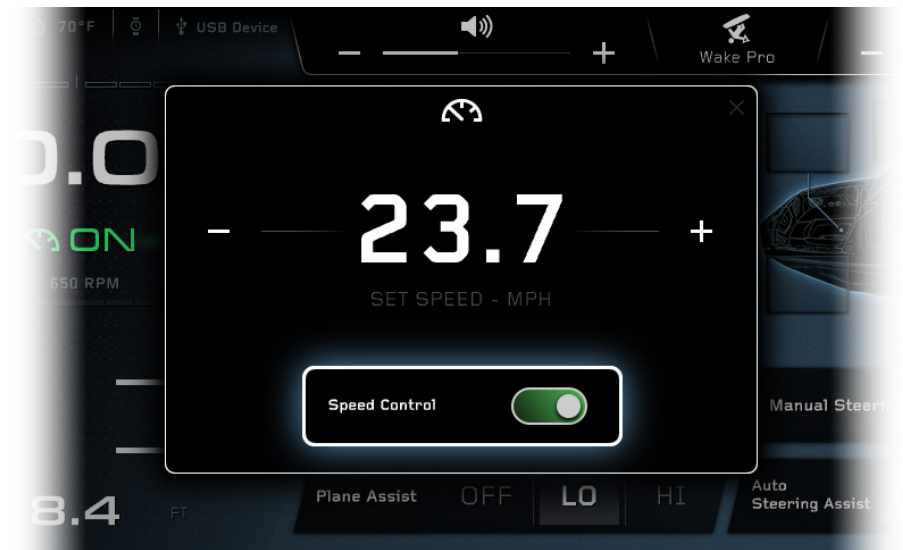 70°F
USB Device
Wake Pro
0.0
ON
650 RPM
23.7
SET SPEED - MPH
Speed Control
Manual Steering
8.4 FT
Plane Assist OFF LO HI
Auto
Steering Assist